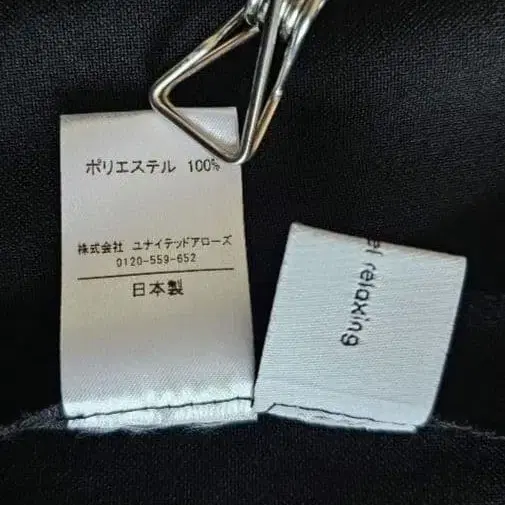 ポリエステル 100%
株式会社 ユナイテッドアローズ
0120-559-652
日本製
relaxing